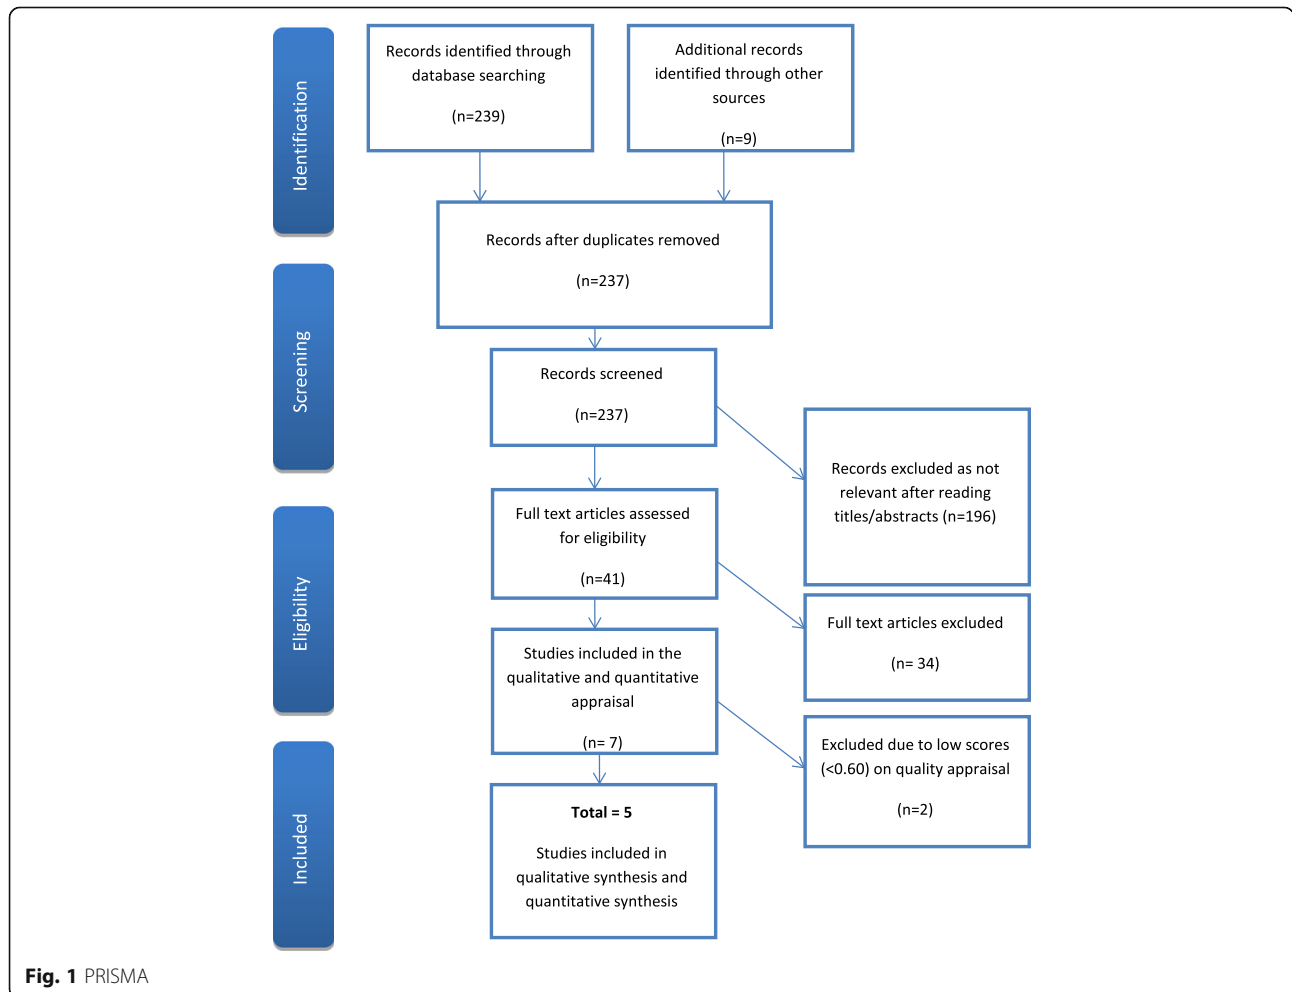 Identification
Records identified through
database searching
(n=239)
Additional records
identified through other
sources
(n=9)
Records after duplicates removed
(n=237)
Screening
Records screened
(n=237)
Records excluded as not
relevant after reading
titles/abstracts (n=196)
Eligibility
Full text articles assessed
for eligibility
(n=41)
Full text articles excluded
(n= 34)
Studies included in the
qualitative and quantitative
appraisal
(n= 7)
Excluded due to low scores
(<0.60) on quality appraisal
(n=2)
Included
Total = 5
Studies included in
qualitative synthesis and
quantitative synthesis
Fig. 1 PRISMA